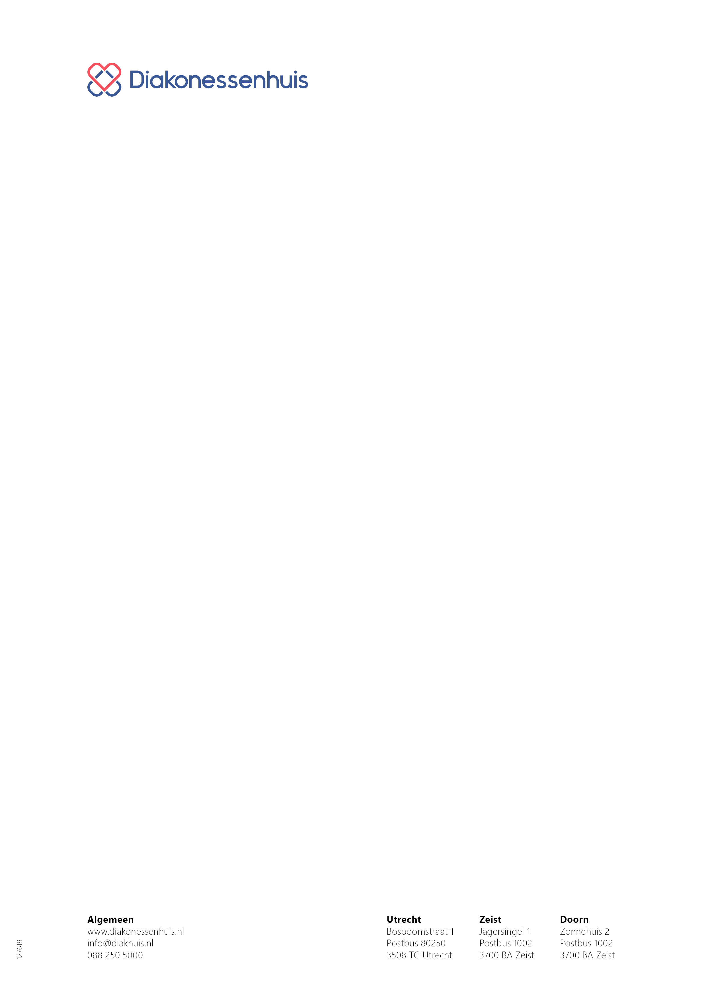 Diakonessenhuis
Algemeen
www.diakonessenhuis.nl
info@diakhuis.nl
088 250 5000
Utrecht
Bosboomstraat 1
Postbus 80250
3508 TG Utrecht
Zeist
Jagersingel 1
Postbus 1002
3700 BA Zeist
Doorn
Zonnehuis 2
Postbus 1002
3700 BA Zeist
127619